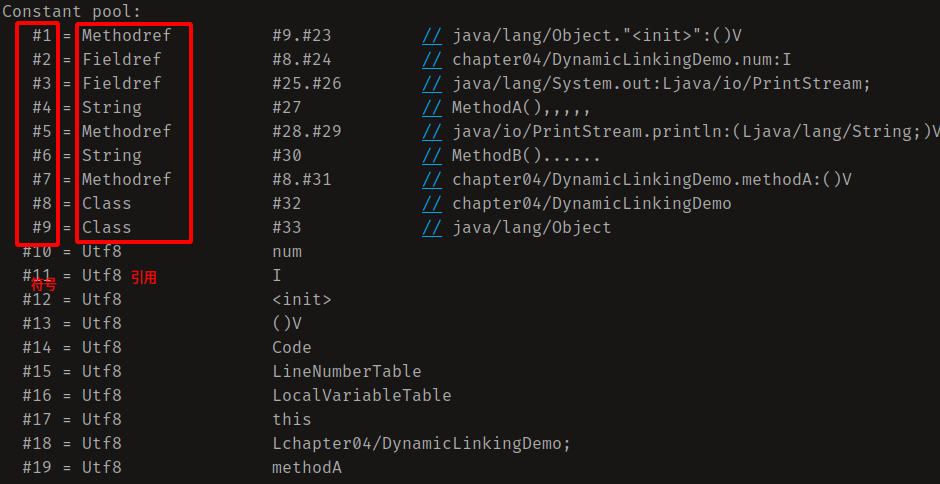 Constant pool:
#1 = Methodref #9.#23 // java/lang/Object."<init>":()V
#2 = Fieldref #8.#24 // chapter04/DynamicLinkingDemo.num:I
#3 = Fieldref #25.#26 // java/lang/System.out:Ljava/io/PrintStream;
#4 = String #27 // MethodA(),,,,,
#5 = Methodref #28.#29 // java/io/PrintStream.println:(Ljava/lang/String;)V
#6 = String #30 // MethodB()......
#7 = Methodref #8.#31 // chapter04/DynamicLinkingDemo.methodA:()V
#8 = Class #32 // chapter04/DynamicLinkingDemo
#9 = Class #33 // java/lang/Object
#10 = Utf8 num
#11 = Utf8 引用 I
符号
#12 = Utf8 <init>
#13 = Utf8 ()V
#14 = Utf8 Code
#15 = Utf8 LineNumberTable
#16 = Utf8 LocalVariableTable
#17 = Utf8 this
#18 = Utf8 Lchapter04/DynamicLinkingDemo;
#19 = Utf8 methodA